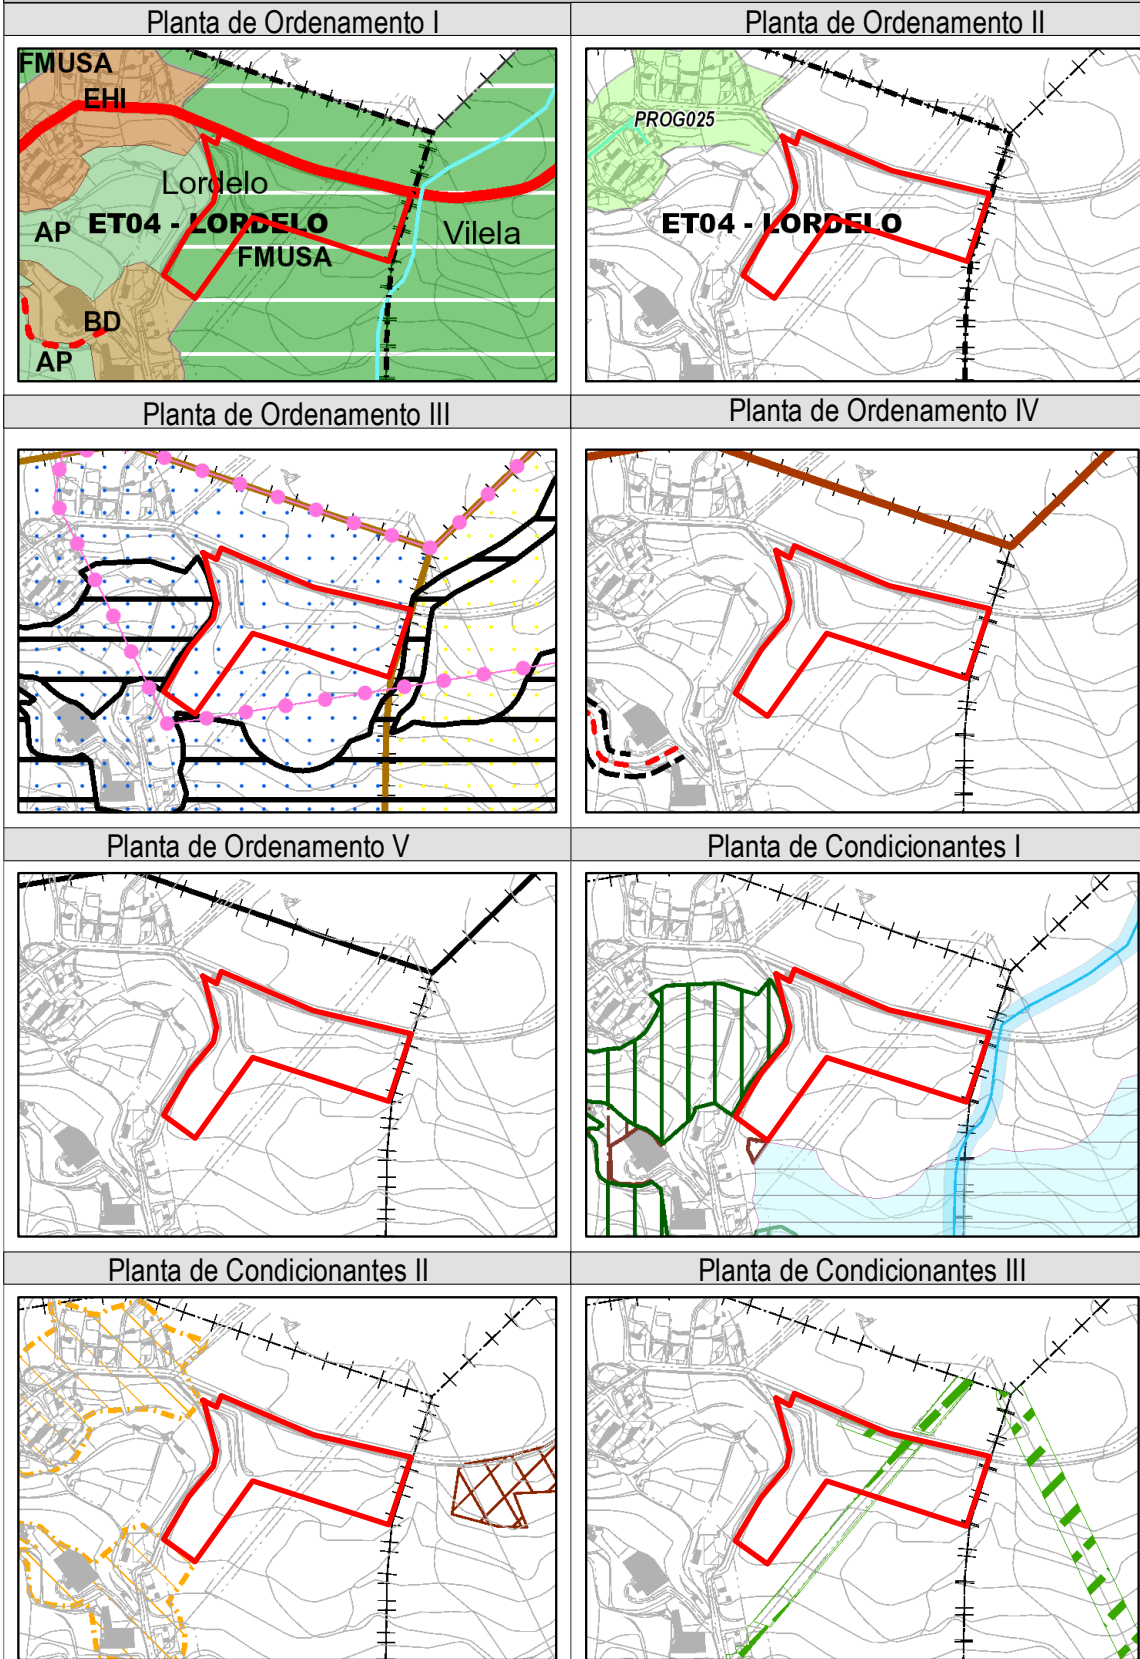 Planta de Ordenamento I
Planta de Ordenamento II
FMUSA
EHI
Lordelo
AP
ET04 - LORDELO
Vilela
FMUSA
BD
AP
PROG025
ET04 - LORDELO
Planta de Ordenamento III
Planta de Ordenamento IV
Planta de Ordenamento V
Planta de Condicionantes I
Planta de Condicionantes II
Planta de Condicionantes III